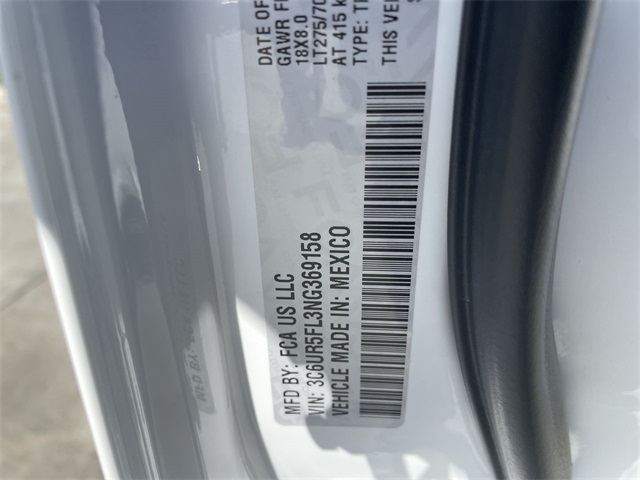 DATE OF
GAWR F
18X8.0
LT275/70
AT 415 k
TYPE: T
THIS VE
MFD BY: FCA US LLC
VIN: 3C6UR5FL3NG369158
VEHICLE MADE IN: MEXICO